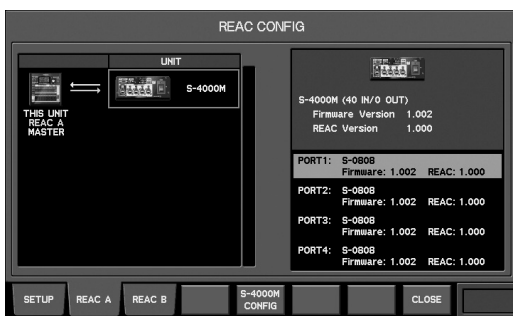 REAC CONFIG
UNIT
S-4000M
THIS UNIT
REAC A
MASTER
S-4000M (40 IN/0 OUT)
Firmware Version 1.002
REAC Version 1.000
PORT1: S-0808
Firmware: 1.002 REAC: 1.000
PORT2: S-0808
Firmware: 1.002 REAC: 1.000
PORT3: S-0808
Firmware: 1.002 REAC: 1.000
PORT4: S-0808
Firmware: 1.002 REAC: 1.000
SETUP REAC A REAC B S-4000M CLOSE
CONFIG